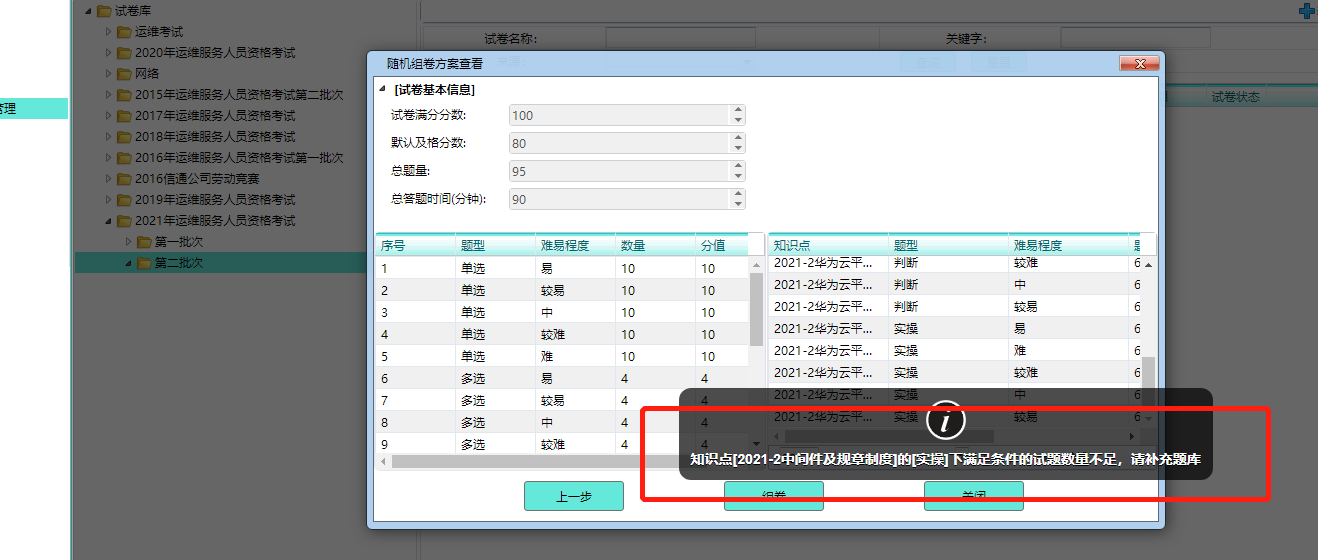 试卷库
运维考试
2020年运维服务人员资格考试
网络
2015年运维服务人员资格考试第二批次
管理
2017年运维服务人员资格考试
2018年运维服务人员资格考试
2016年运维服务人员资格考试第一批次
2016信通公司劳动竞赛
2019年运维服务人员资格考试
2021年运维服务人员资格考试
第一批次
第二批次
试卷名称:
关键字:
试卷状态
随机组卷方案查看
[试卷基本信息]
试卷满分分数: 100
默认及格分数: 80
总题量: 95
总答题时间(分钟): 90
序号 题型 难易程度 数量 分值
1 单选 易 10 10
2 单选 较易 10 10
3 单选 中 10 10
4 单选 较难 10 10
5 单选 难 10 10
6 多选 易 4 4
7 多选 较易 4 4
8 多选 中 4 4
9 多选 较难 4 4
知识点 题型 难易程度
2021-2华为云平... 判断 较难 6
2021-2华为云平... 判断 中 6
2021-2华为云平... 判断 较易 6
2021-2华为云平... 实操 易 6
2021-2华为云平... 实操 难 6
2021-2华为云平... 实操 较难 6
2021-2华为云平... 实操 中 6
2021-2华为云平... 实操 较易 6
知识点[2021-2中间件及规章制度]的[实操]下满足条件的试题数量不足，请补充题库
上一步
组卷
关闭